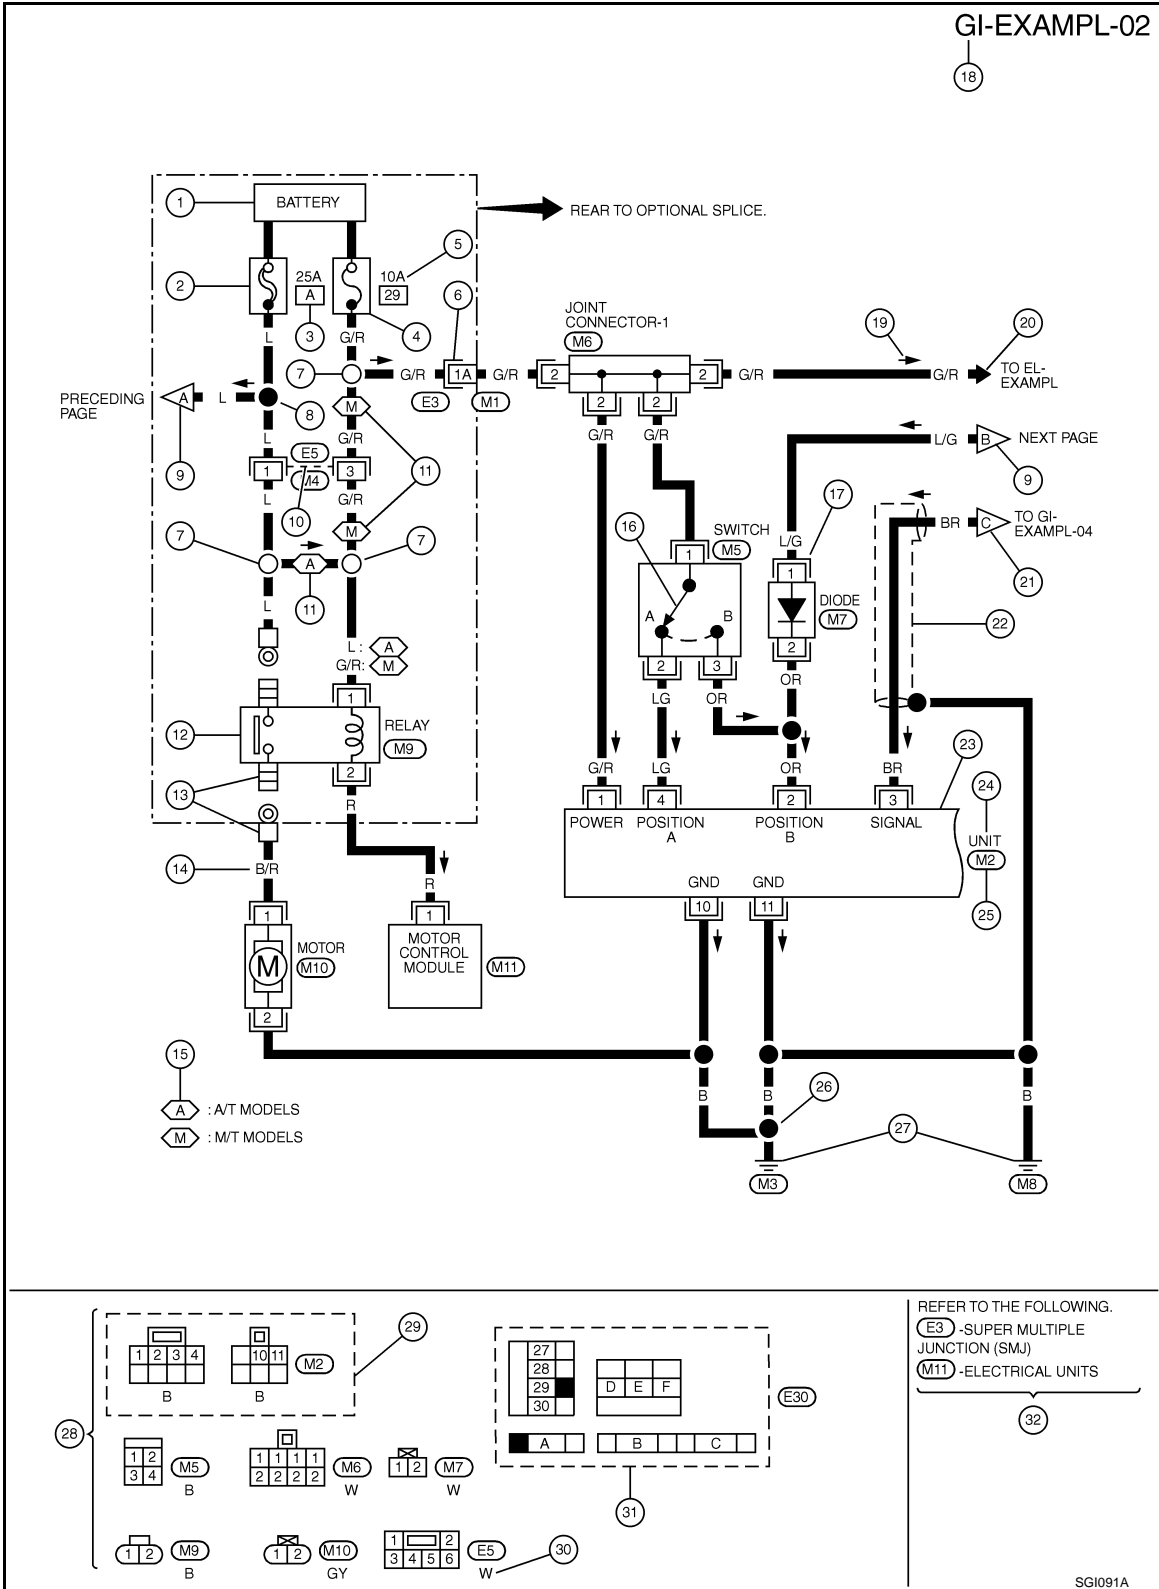 GI-EXAMPL-02
18
1
BATTERY
REAR TO OPTIONAL SPLICE.
5
2
25A
A
10A
29
6
3
4
JOINT
CONNECTOR-1
M6
19
20
L
G/R
7
G/R
1A
G/R
2
2
G/R
G/R
TO EL-
EXAMPL
E3
M1
PRECEDING
PAGE
A
L
8
M
2
2
L
G/R
G/R
G/R
L/G
B
NEXT PAGE
9
1
E5
M4
3
11
9
L
G/R
10
17
BR
C
TO GI-
EXAMPL-04
7
M
7
16
SWITCH
M5
L/G
A
1
1
21
11
L
A
B
DIODE
M7
22
L :
A
G/R:
M
2
3
2
1
LG
OR
OR
12
RELAY
M9
2
G/R
LG
OR
BR
23
13
R
1
4
2
3
24
POWER
POSITION
A
POSITION
B
SIGNAL
UNIT
M2
14
B/R
R
GND
GND
10
11
25
1
1
M
MOTOR
M10
MOTOR
CONTROL
MODULE
M11
2
15
B
B
26
B
A
: A/T MODELS
M
: M/T MODELS
27
M3
M8
28
1 2 3 4
10 11
M2
B
B
29
27
28
29
30
D E F
E30
A
B
C
31
1 2
3 4
M5
B
1 1 1 1
2 2 2 2
M6
W
1 2
M7
W
1 2
M9
B
1 2
M10
GY
1 2
3 4 5 6
E5
W
30
REFER TO THE FOLLOWING.
E3 -SUPER MULTIPLE
JUNCTION (SMJ)
M11 -ELECTRICAL UNITS
32
SGI091A